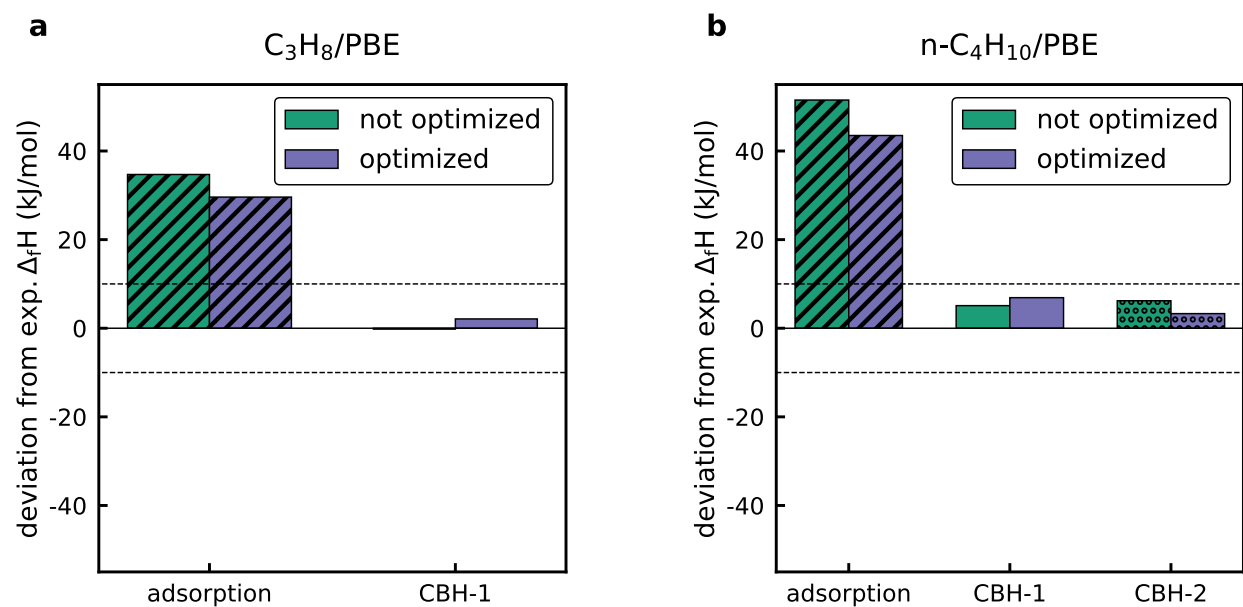 a
C₃H₈/PBE
deviation from exp. ΔfH (kJ/mol)
40
20
0
-20
-40
not optimized
optimized
adsorption
CBH-1
b
n-C₄H₁₀/PBE
deviation from exp. ΔfH (kJ/mol)
40
20
0
-20
-40
not optimized
optimized
adsorption
CBH-1
CBH-2